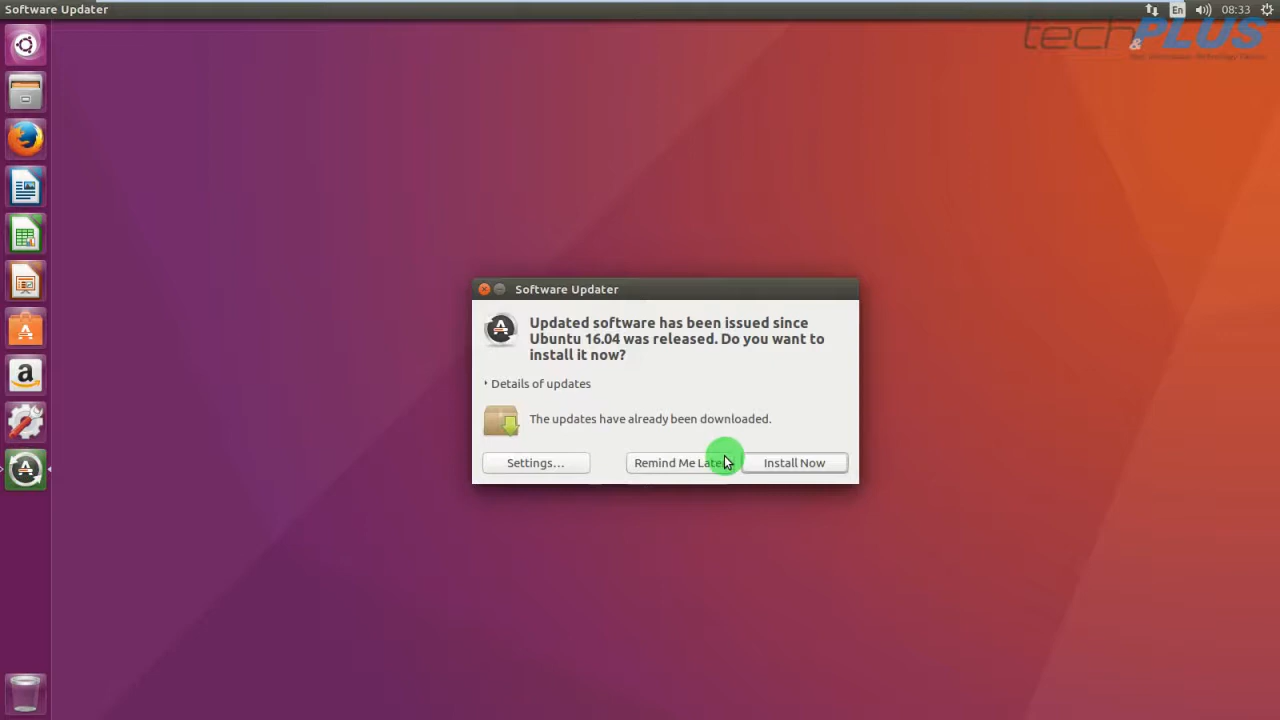 Software Updater
En
08:33
tech&PLUS
Software Updater
Updated software has been issued since
Ubuntu 16.04 was released. Do you want to
install it now?
Details of updates
The updates have already been downloaded.
Settings...
Remind Me Later
Install Now